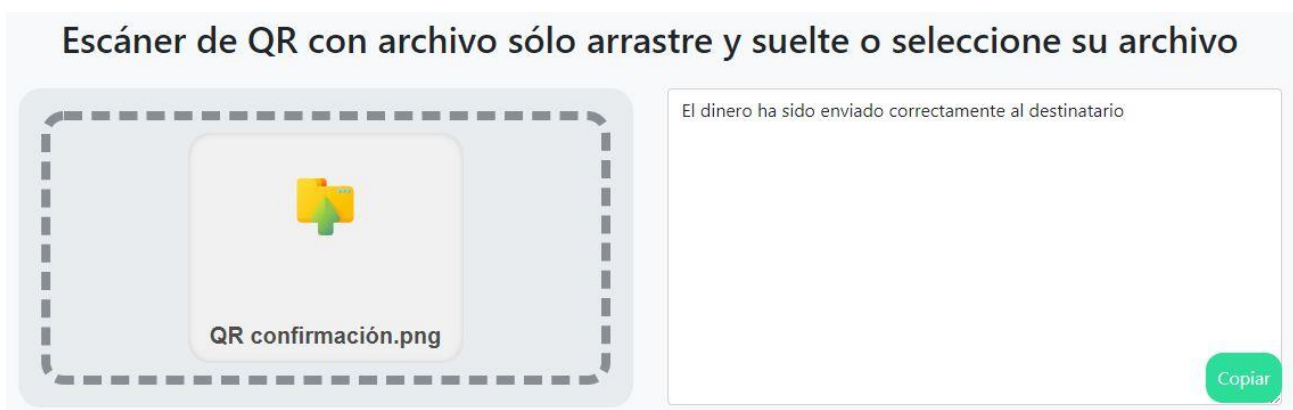 Escáner de QR con archivo sólo arrastre y suelte o seleccione su archivo
El dinero ha sido enviado correctamente al destinatario
QR confirmación.png
Copiar